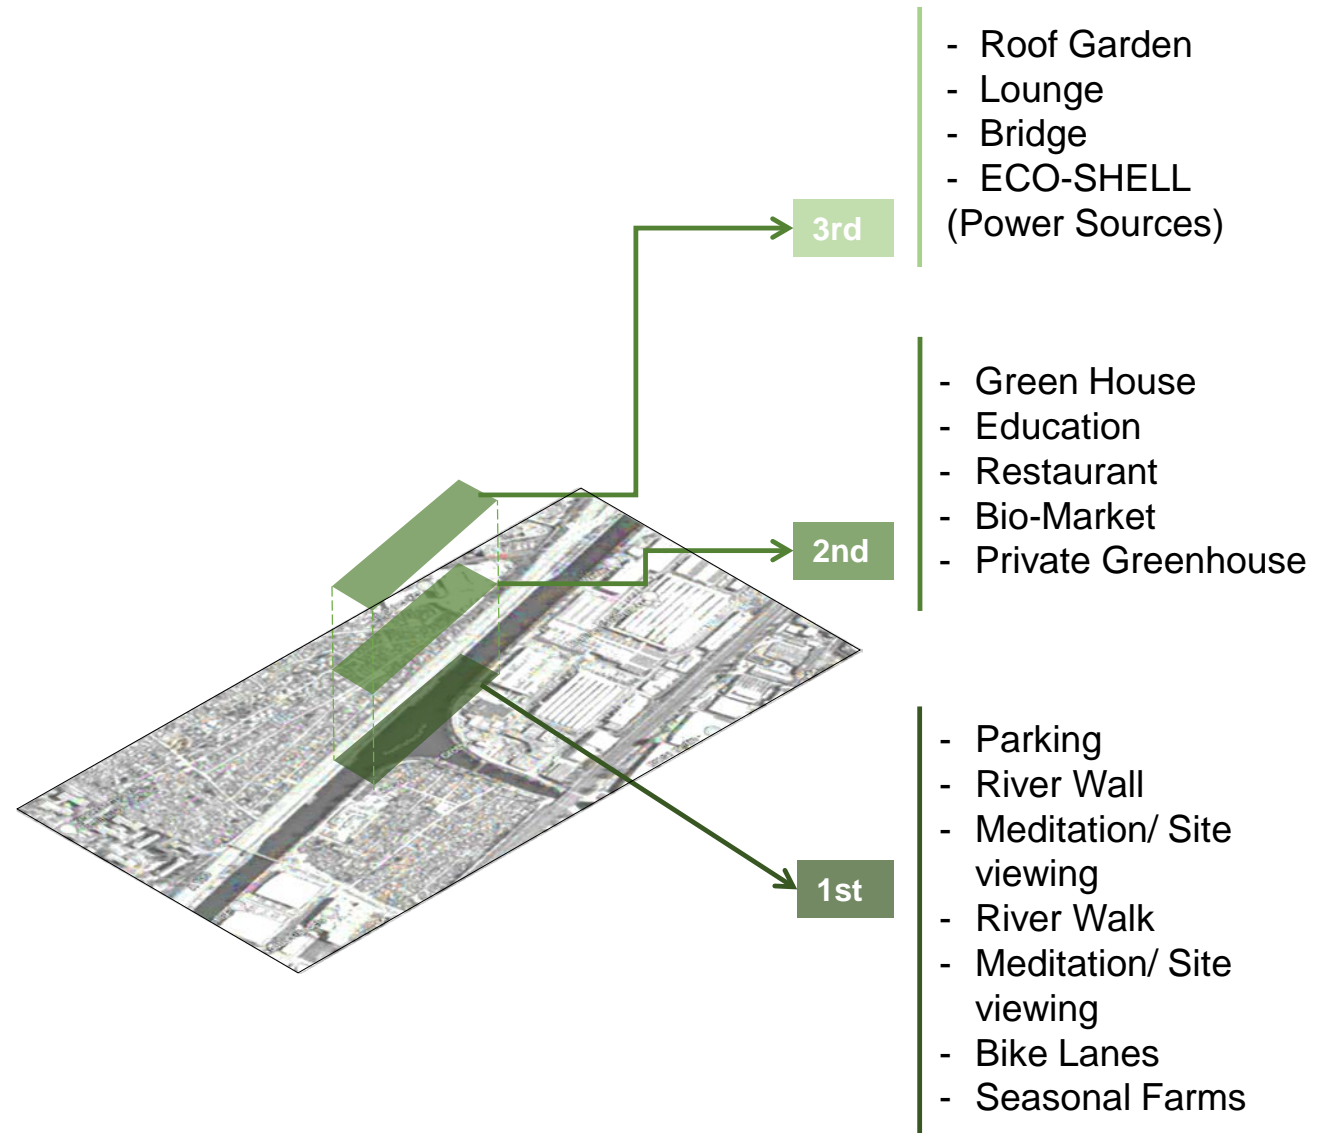 - Roof Garden
- Lounge
- Bridge
- ECO-SHELL
(Power Sources)
3rd
- Green House
- Education
- Restaurant
- Bio-Market
- Private Greenhouse
2nd
- Parking
- River Wall
- Meditation/ Site
viewing
- River Walk
- Meditation/ Site
viewing
- Bike Lanes
- Seasonal Farms
1st